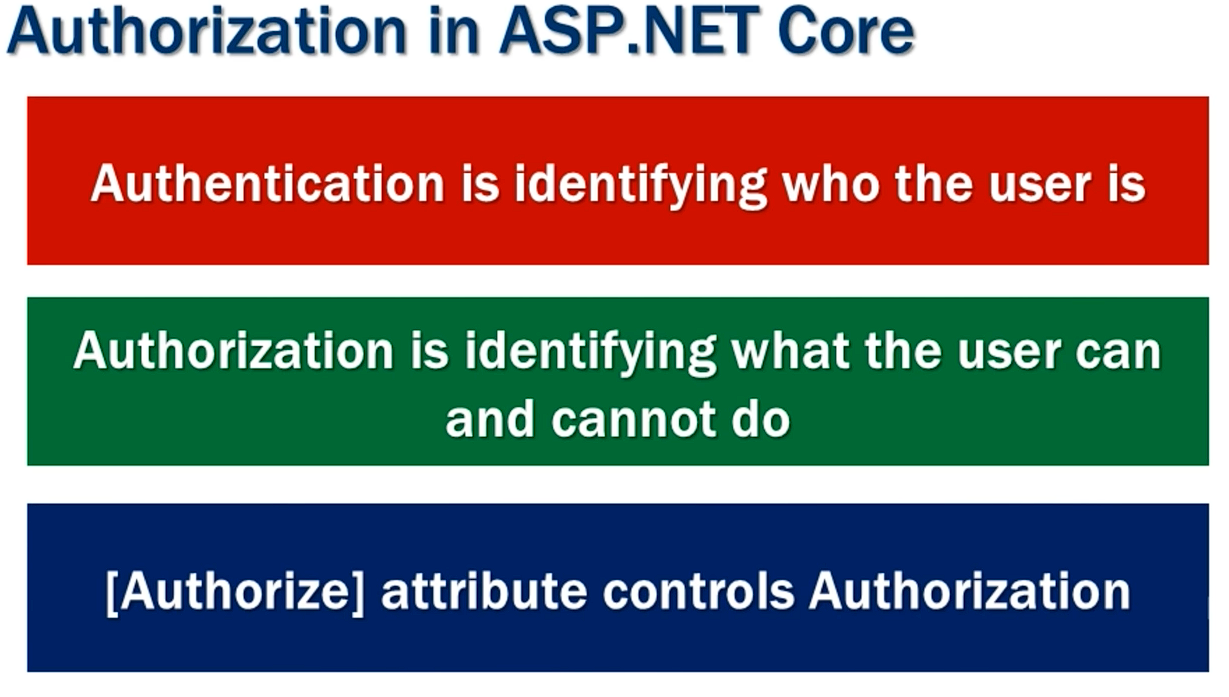 Authorization in ASP.NET Core
Authentication is identifying who the user is
Authorization is identifying what the user can
and cannot do
[Authorize] attribute controls Authorization